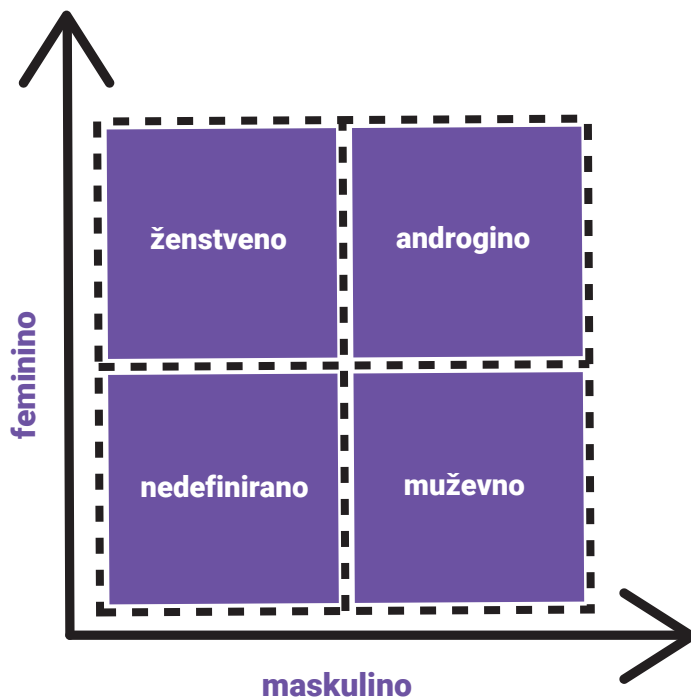 ženstveno
androgino
feminino
nedefinirano
muževno
maskulino